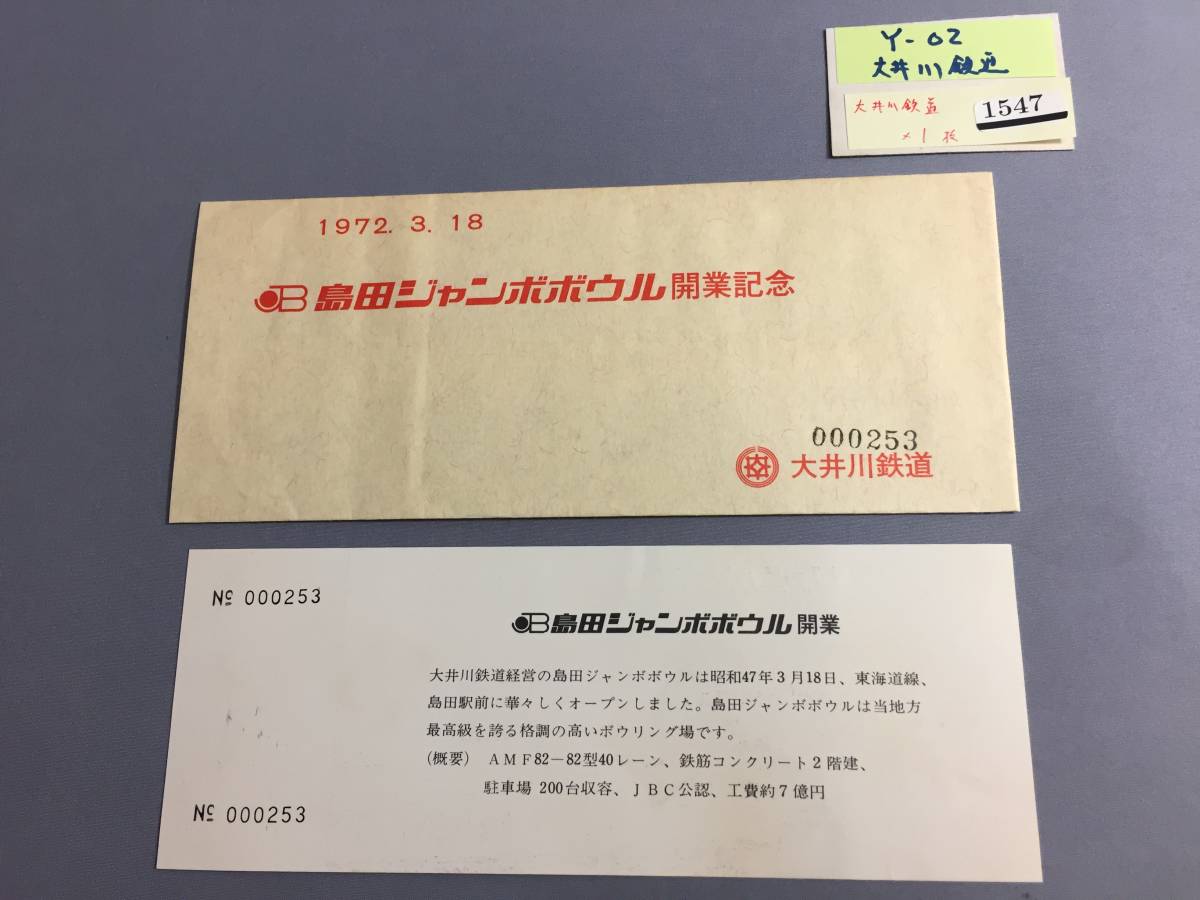 Y-02
大井川鉄道
大井川鉄道
×1枚
1547
1972. 3. 18
JB 島田ジャンボボウル開業記念
000253
大井川鉄道
№ 000253
JB 島田ジャンボボウル開業
大井川鉄道経営の島田ジャンボボウルは昭和47年3月18日、東海道線、
島田駅前に華々しくオープンしました。島田ジャンボボウルは当地方
最高級を誇る格調の高いボウリング場です。
(概要) AMF82-82型40レーン、鉄筋コンクリート2階建、
駐車場 200台収容、JBC公認、工費約7億円
№ 000253